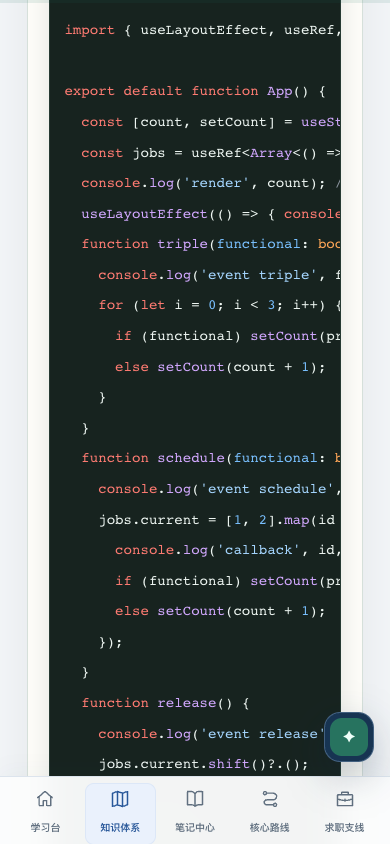 import { useLayoutEffect, useRef,
export default function App() {
const [count, setCount] = useSt
const jobs = useRef<Array<() =>
console.log('render', count); /
useLayoutEffect(() => { console
function triple(functional: boo
console.log('event triple', f
for (let i = 0; i < 3; i++) {
if (functional) setCount(pr
else setCount(count + 1);
}
}
function schedule(functional: b
console.log('event schedule',
jobs.current = [1, 2].map(id
console.log('callback', id,
if (functional) setCount(pr
else setCount(count + 1);
});
}
function release() {
console.log('event release'
jobs.current.shift()?.();
学习台
知识体系
笔记中心
核心路线
求职支线